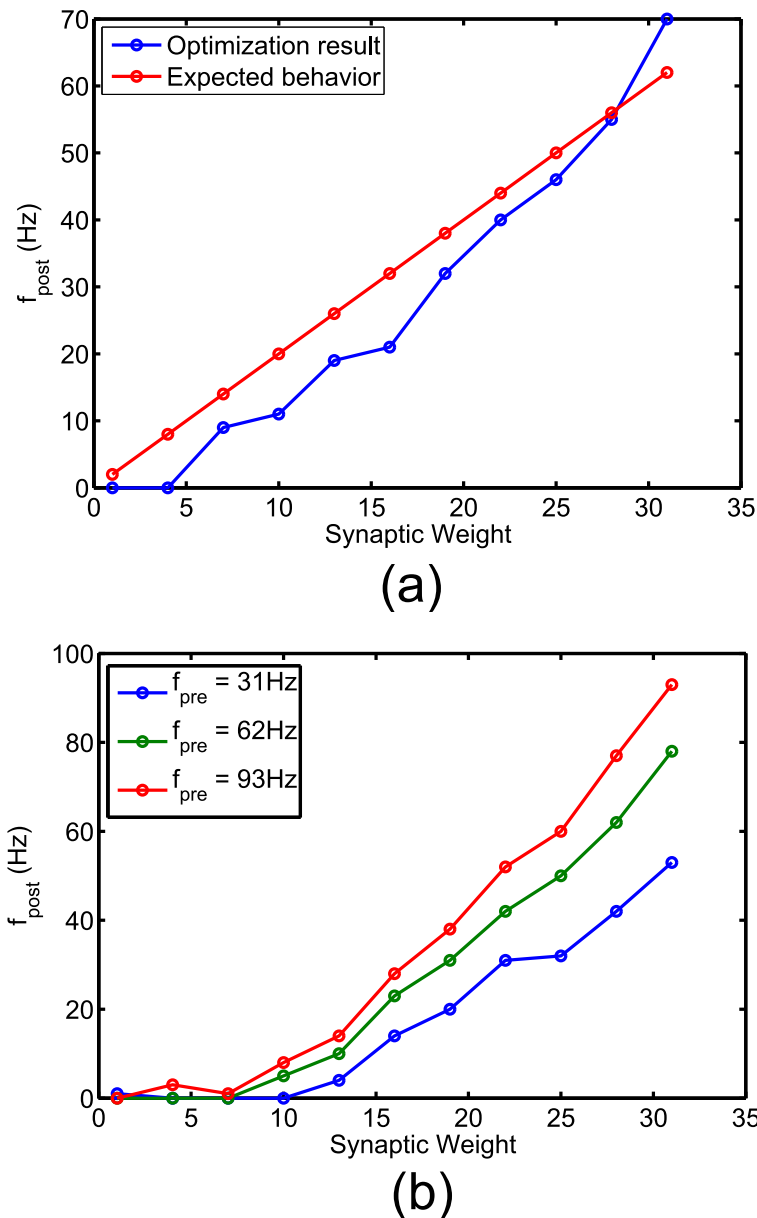 70
60
50
40
30
20
10
0
f_post (Hz)
Optimization result
Expected behavior
0 5 10 15 20 25 30 35
Synaptic Weight
(a)
100
80
60
40
20
0
f_post (Hz)
f_pre = 31Hz
f_pre = 62Hz
f_pre = 93Hz
0 5 10 15 20 25 30 35
Synaptic Weight
(b)